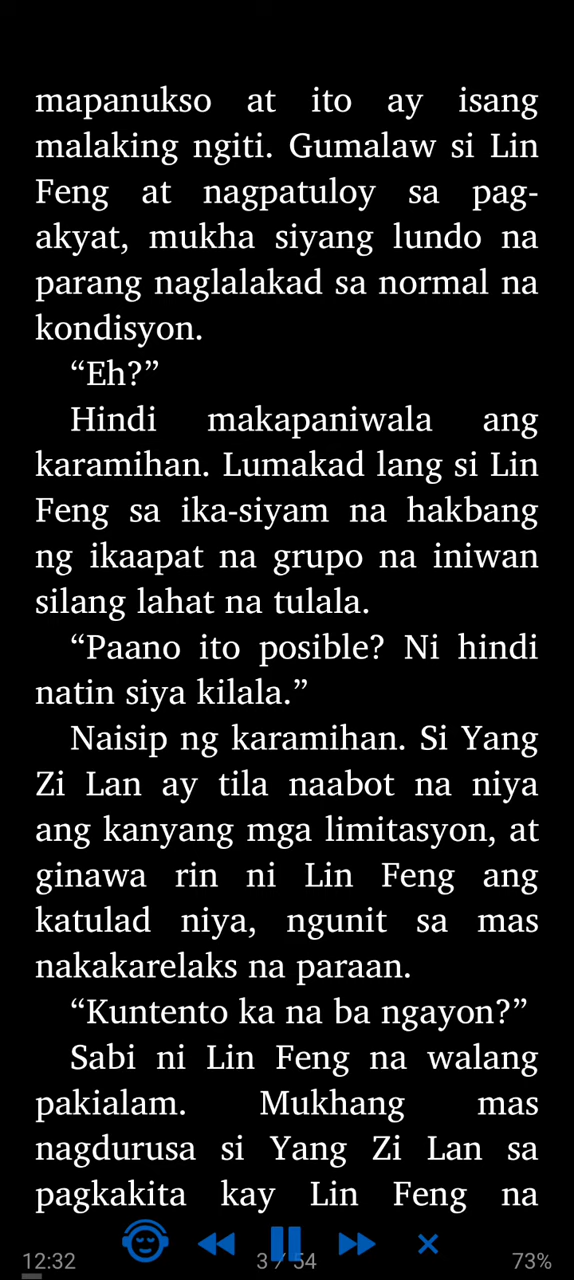 mapanukso at ito ay isang
malaking ngiti. Gumalaw si Lin
Feng at nagpatuloy sa pag-
akyat, mukha siyang lundo na
parang naglalakad sa normal na
kondisyon.
“Eh?”
Hindi makapaniwala ang
karamihan. Lumakad lang si Lin
Feng sa ika-siyam na hakbang
ng ikaapat na grupo na iniwan
silang lahat na tulala.
“Paano ito posible? Ni hindi
natin siya kilala.”
Naisip ng karamihan. Si Yang
Zi Lan ay tila naabot na niya
ang kanyang mga limitasyon, at
ginawa rin ni Lin Feng ang
katulad niya, ngunit sa mas
nakakarelaks na paraan.
“Kuntento ka na ba ngayon?”
Sabi ni Lin Feng na walang
pakialam. Mukhang mas
nagdurusa si Yang Zi Lan sa
pagkakita kay Lin Feng na
12:32 3 / 54 73%